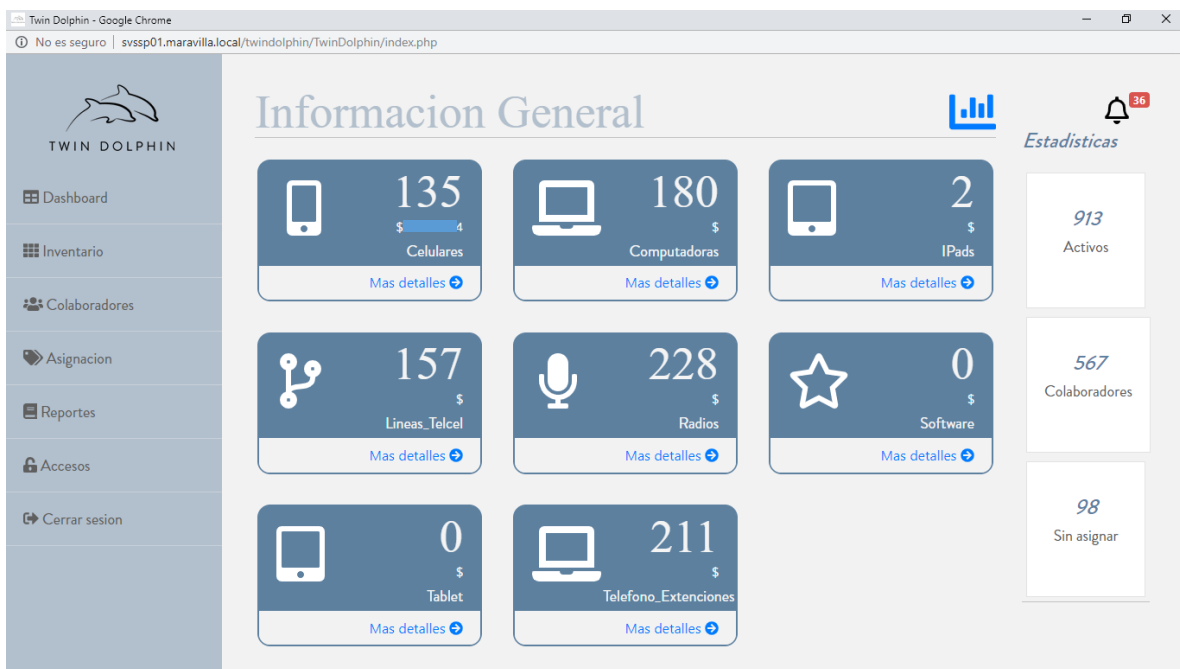 Twin Dolphin - Google Chrome
No es seguro | svssp01.maravilla.local/twindolphin/TwinDolphin/index.php
TWIN DOLPHIN
Dashboard
Inventario
Colaboradores
Asignacion
Reportes
Accesos
Cerrar sesion
Informacion General
135
$ 4
Celulares
Mas detalles
180
$
Computadoras
Mas detalles
2
$
IPads
Mas detalles
157
$
Lineas_Telcel
Mas detalles
228
$
Radios
Mas detalles
0
$
Software
Mas detalles
0
$
Tablet
Mas detalles
211
$
Telefono_Extenciones
Mas detalles
36
Estadisticas
913
Activos
567
Colaboradores
98
Sin asignar